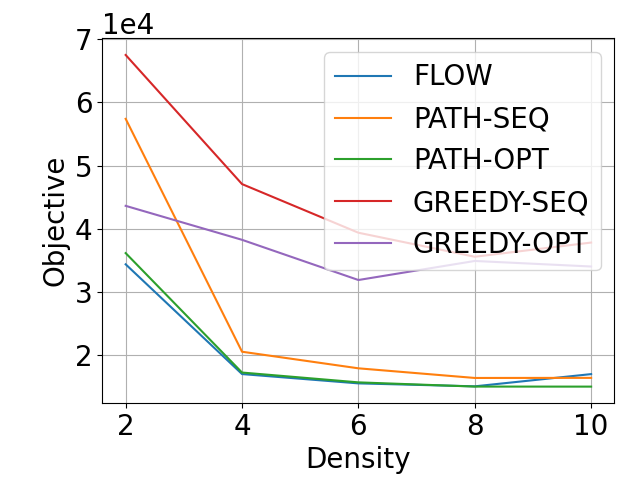 1e4
7
6
5
4
3
2
Objective
2 4 6 8 10
Density
FLOW
PATH-SEQ
PATH-OPT
GREEDY-SEQ
GREEDY-OPT